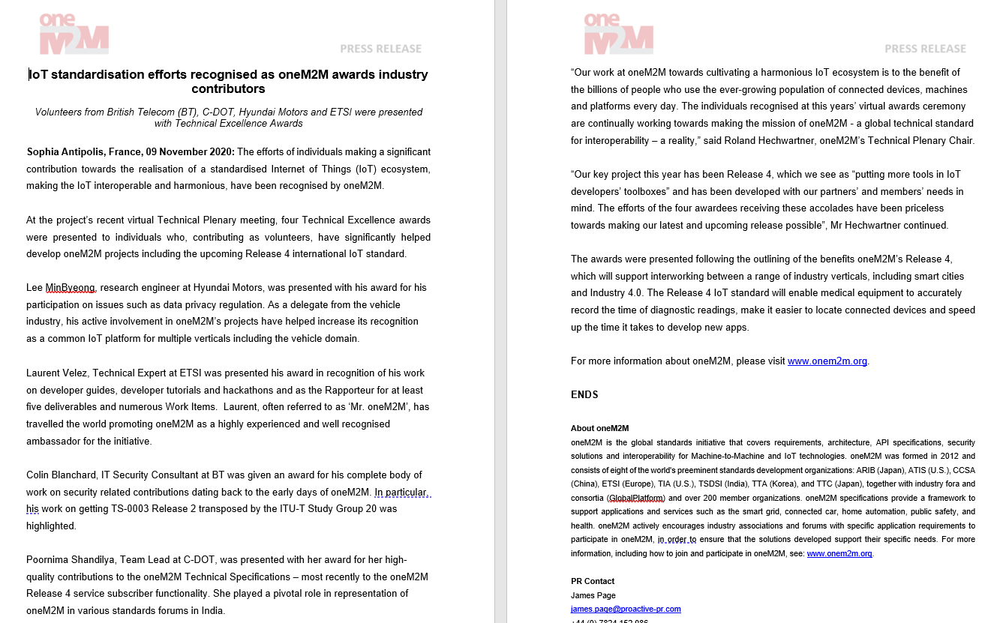 one
M2M
PRESS RELEASE
IoT standardisation efforts recognised as oneM2M awards industry
contributors
Volunteers from British Telecom (BT), C-DOT, Hyundai Motors and ETSI were presented
with Technical Excellence Awards
Sophia Antipolis, France, 09 November 2020: The efforts of individuals making a significant
contribution towards the realisation of a standardised Internet of Things (IoT) ecosystem,
making the IoT interoperable and harmonious, have been recognised by oneM2M.
At the project’s recent virtual Technical Plenary meeting, four Technical Excellence awards
were presented to individuals who, contributing as volunteers, have significantly helped
develop oneM2M projects including the upcoming Release 4 international IoT standard.
Lee MinByeong, research engineer at Hyundai Motors, was presented with his award for his
participation on issues such as data privacy regulation. As a delegate from the vehicle
industry, his active involvement in oneM2M’s projects have helped increase its recognition
as a common IoT platform for multiple verticals including the vehicle domain.
Laurent Velez, Technical Expert at ETSI was presented his award in recognition of his work
on developer guides, developer tutorials and hackathons and as the Rapporteur for at least
five deliverables and numerous Work Items.  Laurent, often referred to as ‘Mr. oneM2M’, has
travelled the world promoting oneM2M as a highly experienced and well recognised
ambassador for the initiative.
Colin Blanchard, IT Security Consultant at BT was given an award for his complete body of
work on security related contributions dating back to the early days of oneM2M. In particular,
his work on getting TS-0003 Release 2 transposed by the ITU-T Study Group 20 was
highlighted.
Poornima Shandilya, Team Lead at C-DOT, was presented with her award for her high-
quality contributions to the oneM2M Technical Specifications – most recently to the oneM2M
Release 4 service subscriber functionality. She played a pivotal role in representation of
oneM2M in various standards forums in India.
one
M2M
PRESS RELEASE
“Our work at oneM2M towards cultivating a harmonious IoT ecosystem is to the benefit of
the billions of people who use the ever-growing population of connected devices, machines
and platforms every day. The individuals recognised at this years’ virtual awards ceremony
are continually working towards making the mission of oneM2M - a global technical standard
for interoperability – a reality,” said Roland Hechwartner, oneM2M’s Technical Plenary Chair.
“Our key project this year has been Release 4, which we see as “putting more tools in IoT
developers’ toolboxes” and has been developed with our partners’ and members’ needs in
mind. The efforts of the four awardees receiving these accolades have been priceless
towards making our latest and upcoming release possible”, Mr Hechwartner continued.
The awards were presented following the outlining of the benefits oneM2M’s Release 4,
which will support interworking between a range of industry verticals, including smart cities
and Industry 4.0. The Release 4 IoT standard will enable medical equipment to accurately
record the time of diagnostic readings, make it easier to locate connected devices and speed
up the time it takes to develop new apps.
For more information about oneM2M, please visit www.onem2m.org.
ENDS
About oneM2M
oneM2M is the global standards initiative that covers requirements, architecture, API specifications, security
solutions and interoperability for Machine-to-Machine and IoT technologies. oneM2M was formed in 2012 and
consists of eight of the world's preeminent standards development organizations: ARIB (Japan), ATIS (U.S.), CCSA
(China), ETSI (Europe), TIA (U.S.), TSDSI (India), TTA (Korea), and TTC (Japan), together with industry fora and
consortia (GlobalPlatform) and over 200 member organizations. oneM2M specifications provide a framework to
support applications and services such as the smart grid, connected car, home automation, public safety, and
health. oneM2M actively encourages industry associations and forums with specific application requirements to
participate in oneM2M, in order to ensure that the solutions developed support their specific needs. For more
information, including how to join and participate in oneM2M, see: www.onem2m.org.
PR Contact
James Page
james.page@proactive-pr.com